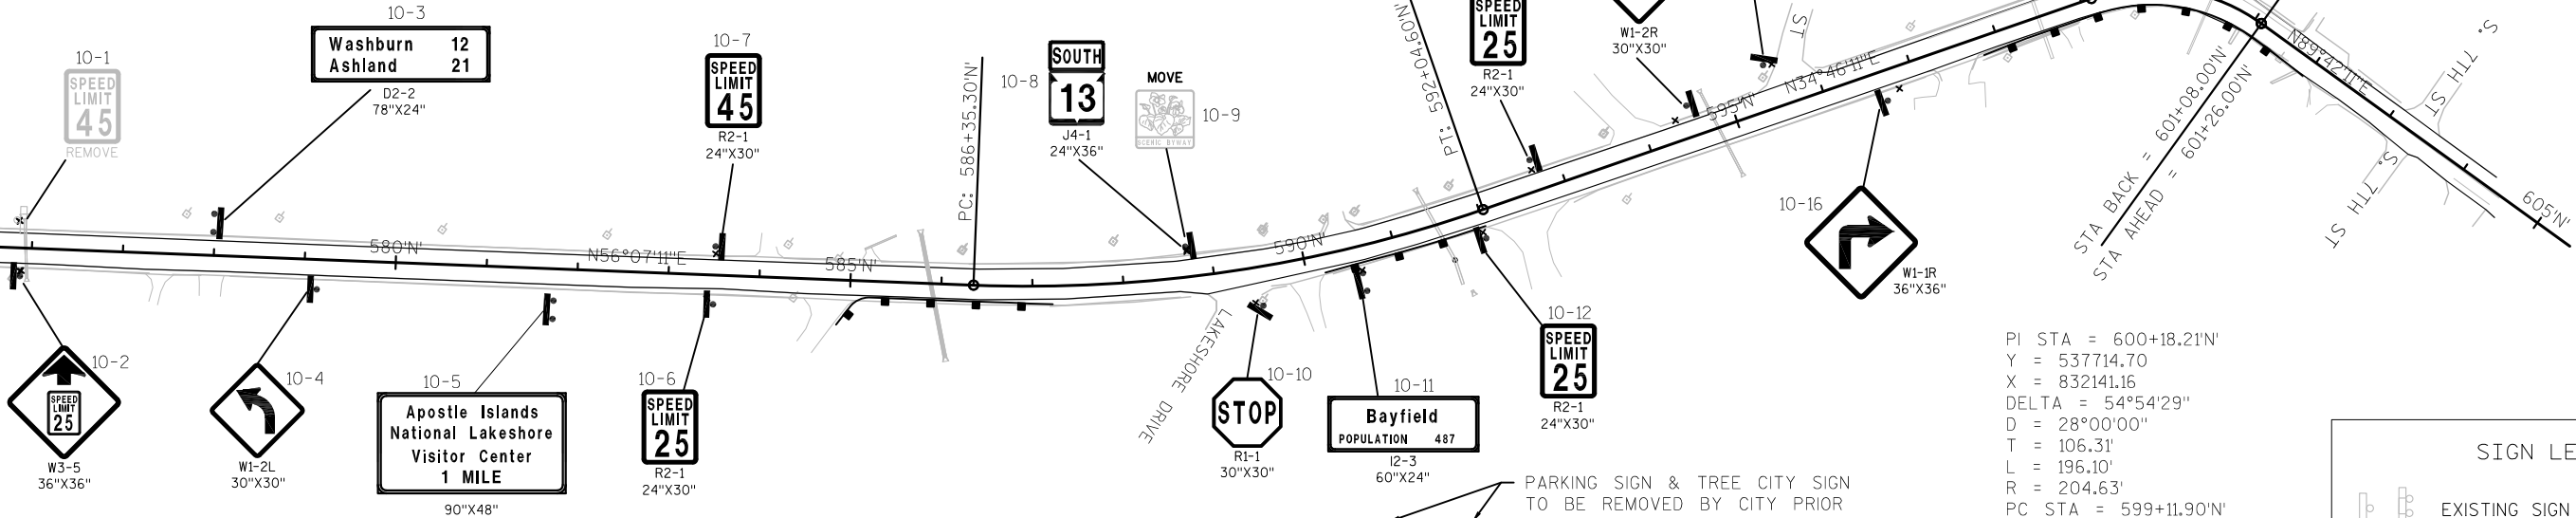 10-1
SPEED
LIMIT
45
REMOVE
10-3
Washburn 12
Ashland 21
D2-2
78"X24"
10-7
SPEED
LIMIT
45
R2-1
24"X30"
PC: 586+35.30'N'
10-8
SOUTH
13
J4-1
24"X36"
MOVE
10-9
SCENIC BYWAY
PT: 592+04.60'N'
SPEED
LIMIT
25
R2-1
24"X30"
W1-2R
30"X30"
ST
N34°46'11"E
595'N'
N89°42'11"E
S. 7TH ST
S. 7TH ST
STA BACK = 601+08.00'N'
STA AHEAD = 601+26.00'N'
605'N'
580'N'
N56°07'11"E
585'N'
590'N'
LAKESHORE DRIVE
10-2
SPEED
LIMIT
25
W3-5
36"X36"
10-4
W1-2L
30"X30"
10-5
Apostle Islands
National Lakeshore
Visitor Center
1 MILE
90"X48"
10-6
SPEED
LIMIT
25
R2-1
24"X30"
10-10
STOP
R1-1
30"X30"
10-11
Bayfield
POPULATION 487
I2-3
60"X24"
10-12
SPEED
LIMIT
25
R2-1
24"X30"
10-16
W1-1R
36"X36"
PARKING SIGN & TREE CITY SIGN
TO BE REMOVED BY CITY PRIOR
PI STA = 600+18.21'N'
Y = 537714.70
X = 832141.16
DELTA = 54°54'29"
D = 28°00'00"
T = 106.31'
L = 196.10'
R = 204.63'
PC STA = 599+11.90'N'
SIGN LE
EXISTING SIGN